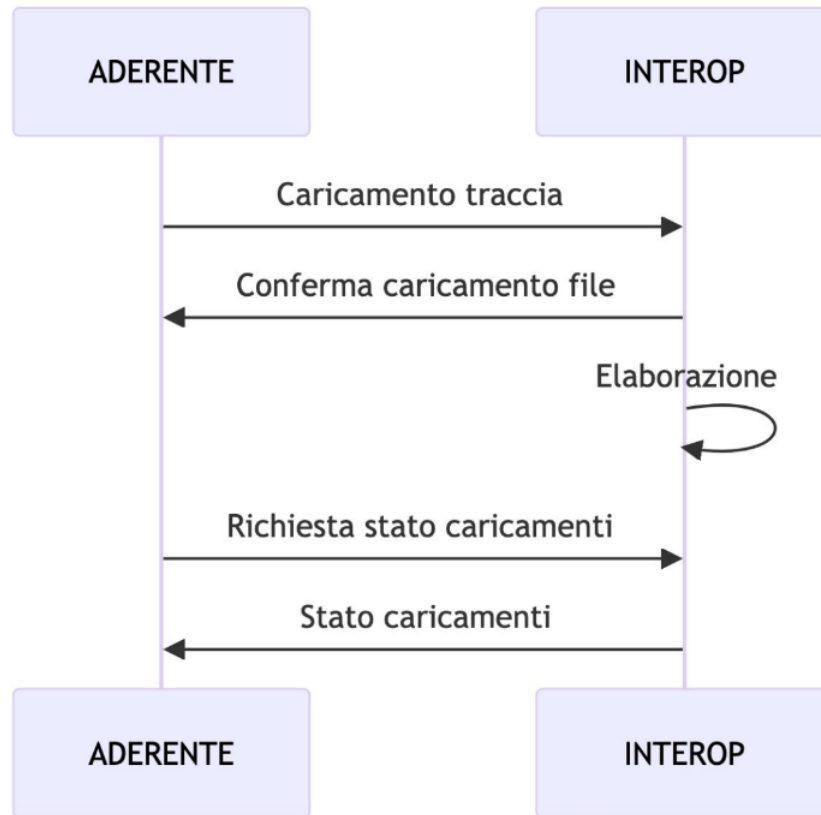 ADERENTE
INTEROP
Caricamento traccia
Conferma caricamento file
Elaborazione
Richiesta stato caricamenti
Stato caricamenti
ADERENTE
INTEROP